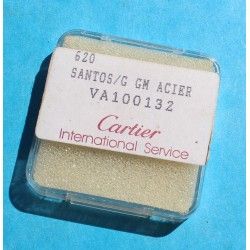 620
SANTOS/G GM ACIER
VA100132
Cartier
International Service